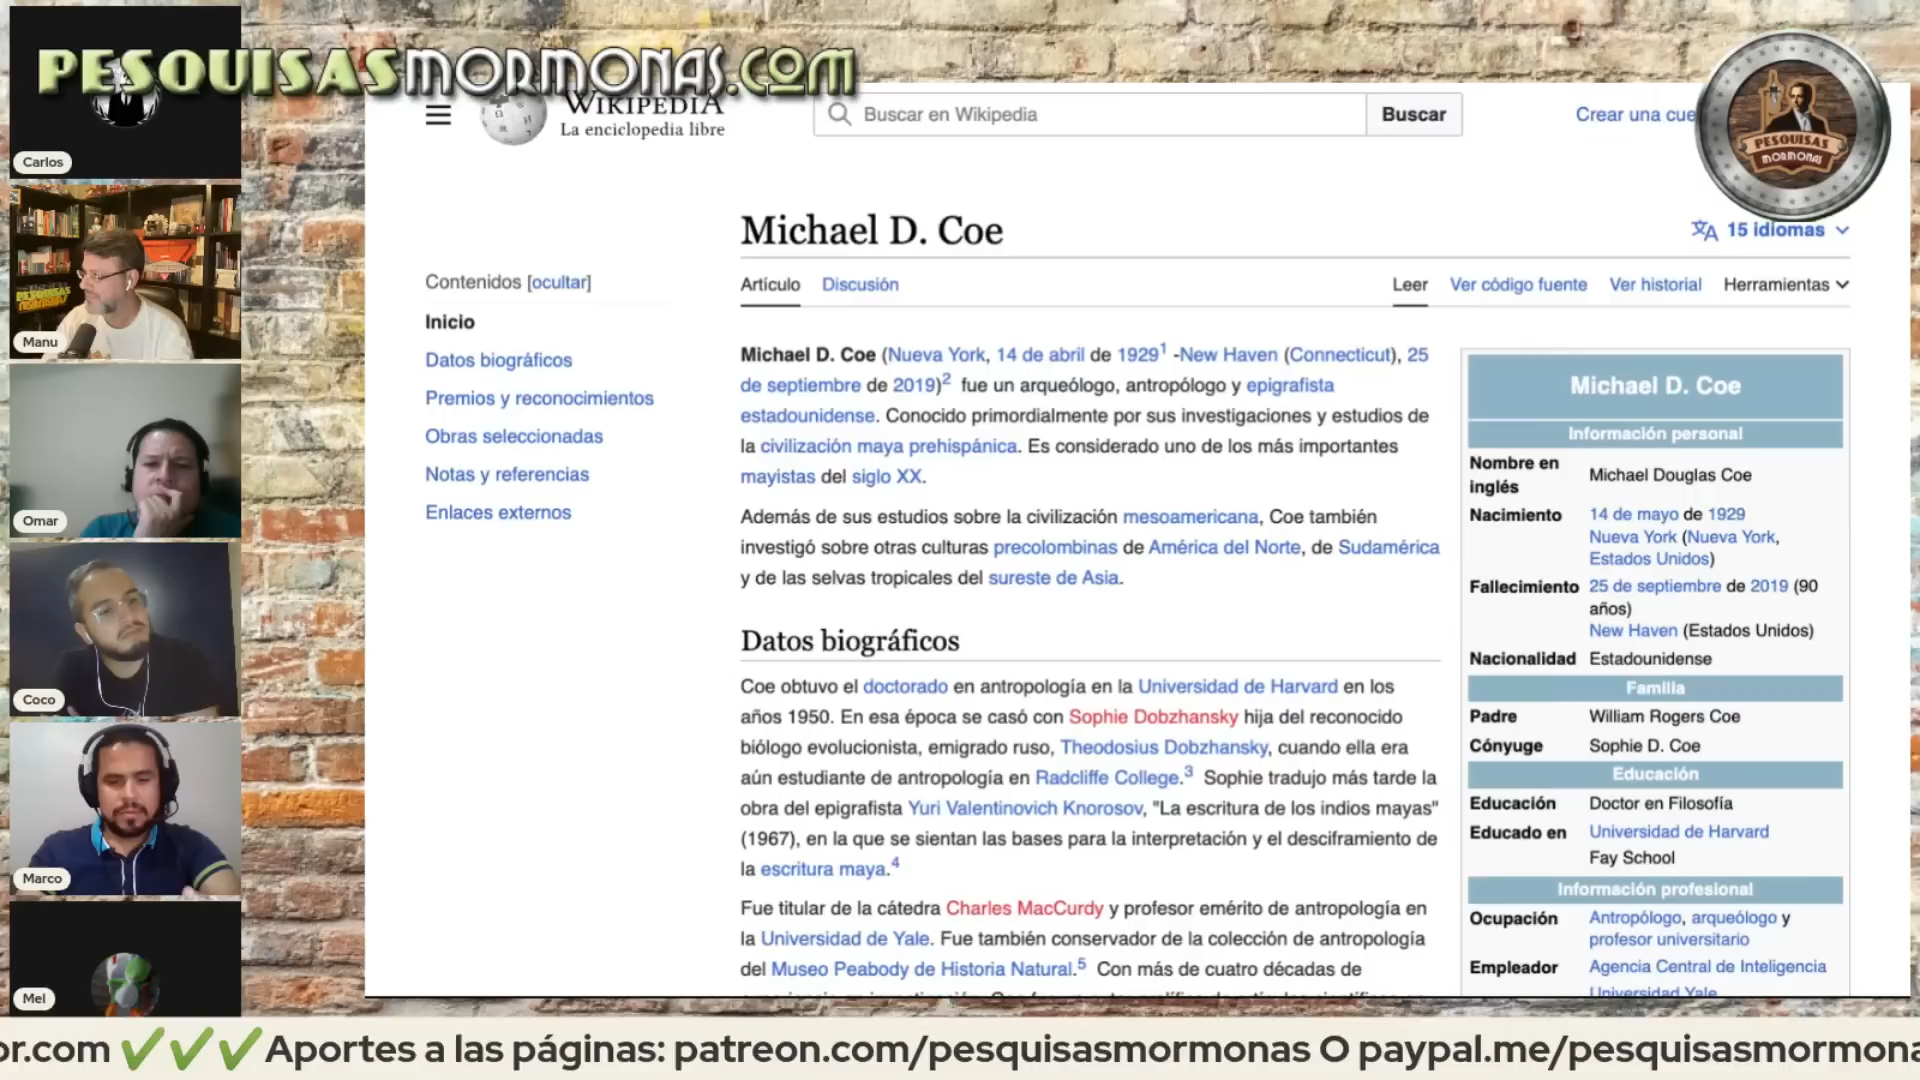 PESQUISASMORMONAS.COM
WIKIPEDIA
La enciclopedia libre
Buscar en Wikipedia
Buscar
Crear una cue
PESQUISAS
MORMONAS
Carlos
Manu
Omar
Coco
Marco
Mel
Michael D. Coe
15 idiomas
Contenidos [ocultar]
Inicio
Datos biográficos
Premios y reconocimientos
Obras seleccionadas
Notas y referencias
Enlaces externos
Artículo Discusión
Leer Ver código fuente Ver historial Herramientas
Michael D. Coe (Nueva York, 14 de abril de 1929¹ -New Haven (Connecticut), 25
de septiembre de 2019)² fue un arqueólogo, antropólogo y epigrafista
estadounidense. Conocido primordialmente por sus investigaciones y estudios de
la civilización maya prehispánica. Es considerado uno de los más importantes
mayistas del siglo XX.
Además de sus estudios sobre la civilización mesoamericana, Coe también
investigó sobre otras culturas precolombinas de América del Norte, de Sudamérica
y de las selvas tropicales del sureste de Asia.
Datos biográficos
Coe obtuvo el doctorado en antropología en la Universidad de Harvard en los
años 1950. En esa época se casó con Sophie Dobzhansky hija del reconocido
biólogo evolucionista, emigrado ruso, Theodosius Dobzhansky, cuando ella era
aún estudiante de antropología en Radcliffe College.³ Sophie tradujo más tarde la
obra del epigrafista Yuri Valentinovich Knorosov, "La escritura de los indios mayas"
(1967), en la que se sientan las bases para la interpretación y el desciframiento de
la escritura maya.⁴
Fue titular de la cátedra Charles MacCurdy y profesor emérito de antropología en
la Universidad de Yale. Fue también conservador de la colección de antropología
del Museo Peabody de Historia Natural.⁵ Con más de cuatro décadas de
Michael D. Coe
Información personal
Nombre en inglés Michael Douglas Coe
Nacimiento 14 de mayo de 1929
Nueva York (Nueva York,
Estados Unidos)
Fallecimiento 25 de septiembre de 2019 (90
años)
New Haven (Estados Unidos)
Nacionalidad Estadounidense
Familia
Padre William Rogers Coe
Cónyuge Sophie D. Coe
Educación
Educación Doctor en Filosofía
Educado en Universidad de Harvard
Fay School
Información profesional
Ocupación Antropólogo, arqueólogo y
profesor universitario
Empleador Agencia Central de Inteligencia
Universidad Yale
or.com ✓✓✓ Aportes a las páginas: patreon.com/pesquisasmormonas O paypal.me/pesquisasmormona